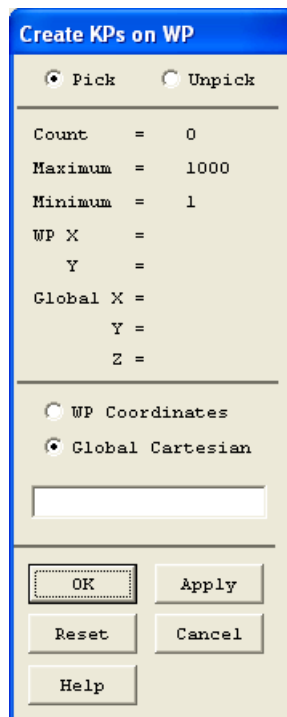 Create KPs on WP
Pick Unpick
Count = 0
Maximum = 1000
Minimum = 1
WP X =
Y =
Global X =
Y =
Z =
WP Coordinates
Global Cartesian
OK Apply
Reset Cancel
Help